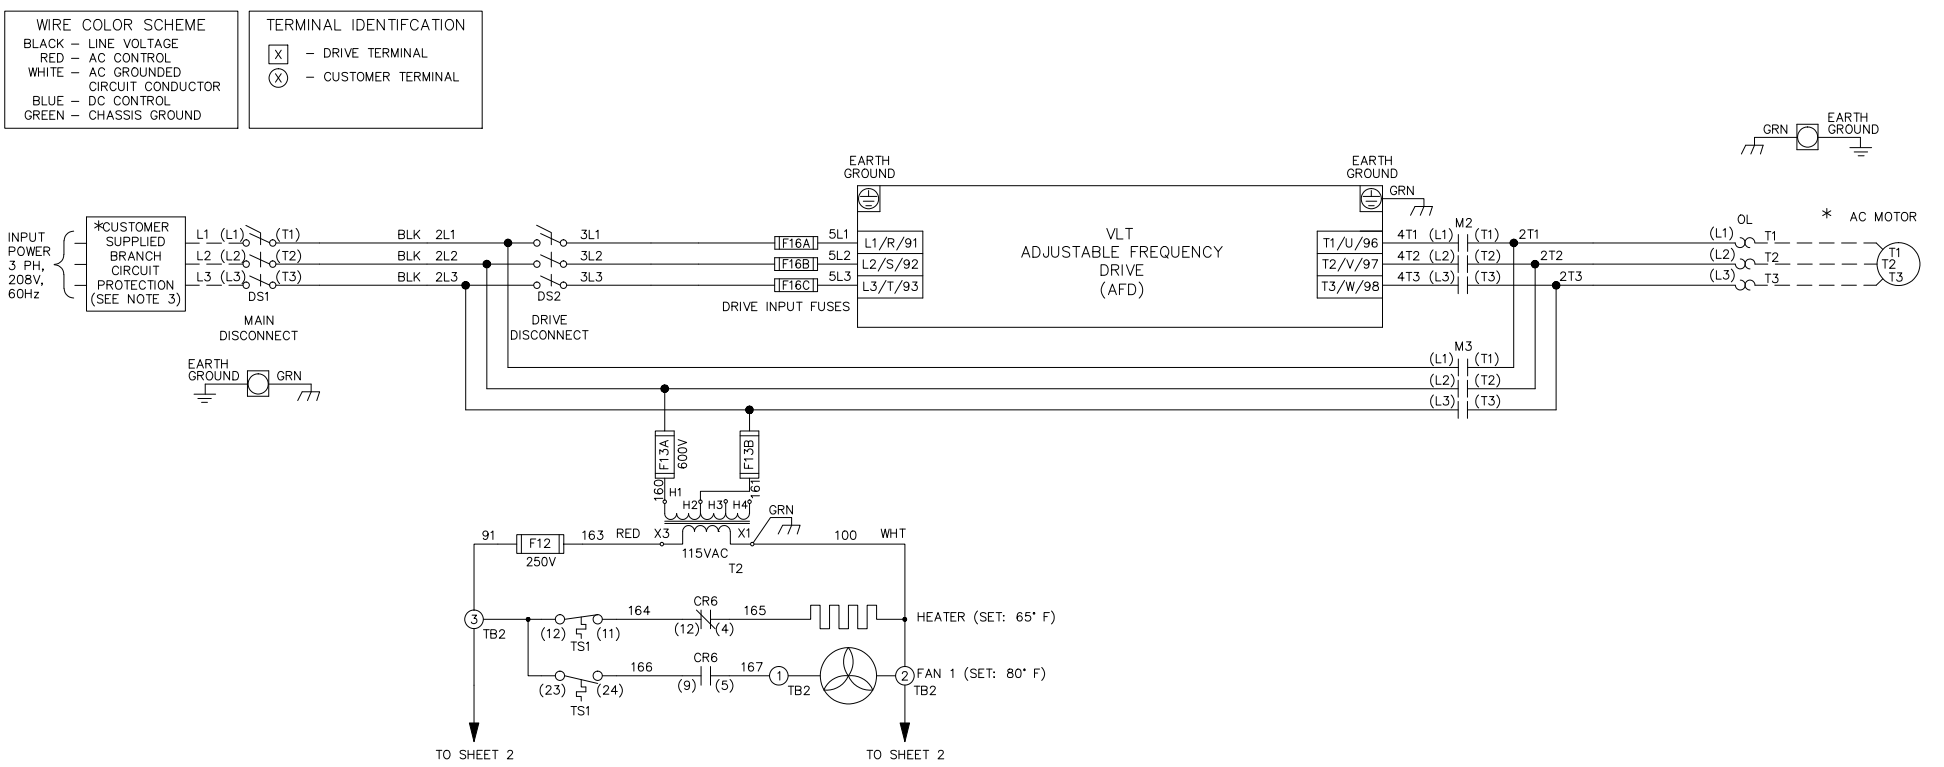 WIRE COLOR SCHEME
BLACK – LINE VOLTAGE
RED – AC CONTROL
WHITE – AC GROUNDED
CIRCUIT CONDUCTOR
BLUE – DC CONTROL
GREEN – CHASSIS GROUND
TERMINAL IDENTIFCATION
X – DRIVE TERMINAL
X – CUSTOMER TERMINAL
GRN
EARTH
GROUND
INPUT
POWER
3 PH,
208V,
60Hz
*CUSTOMER
SUPPLIED
BRANCH
CIRCUIT
PROTECTION
(SEE NOTE 3)
L1 (L1) (T1)
L2 (L2) (T2)
L3 (L3) (T3)
DS1
MAIN
DISCONNECT
BLK 2L1
BLK 2L2
BLK 2L3
3L1
3L2
3L3
DS2
DRIVE
DISCONNECT
F16A
F16B
F16C
DRIVE INPUT FUSES
5L1
5L2
5L3
EARTH
GROUND
L1/R/91
L2/S/92
L3/T/93
VLT
ADJUSTABLE FREQUENCY
DRIVE
(AFD)
EARTH
GROUND
GRN
T1/U/96
T2/V/97
T3/W/98
M2
4T1 (L1) (T1) 2T1
4T2 (L2) (T2) 2T2
4T3 (L3) (T3) 2T3
OL
(L1) T1
(L2) T2
(L3) T3
* AC MOTOR
T1
T2
T3
M3
(L1) (T1)
(L2) (T2)
(L3) (T3)
EARTH
GROUND
GRN
F13A
600V
F13B
160
161
H1
H2 H3 H4
GRN
91
F12
250V
163 RED X3
115VAC
X1
T2
100 WHT
3
TB2
(12) (11)
TS1
164
CR6
(12) (4)
165
HEATER (SET: 65° F)
(23) (24)
TS1
166
CR6
(9) (5)
167
1
TB2
2
TB2
FAN 1 (SET: 80° F)
TO SHEET 2
TO SHEET 2